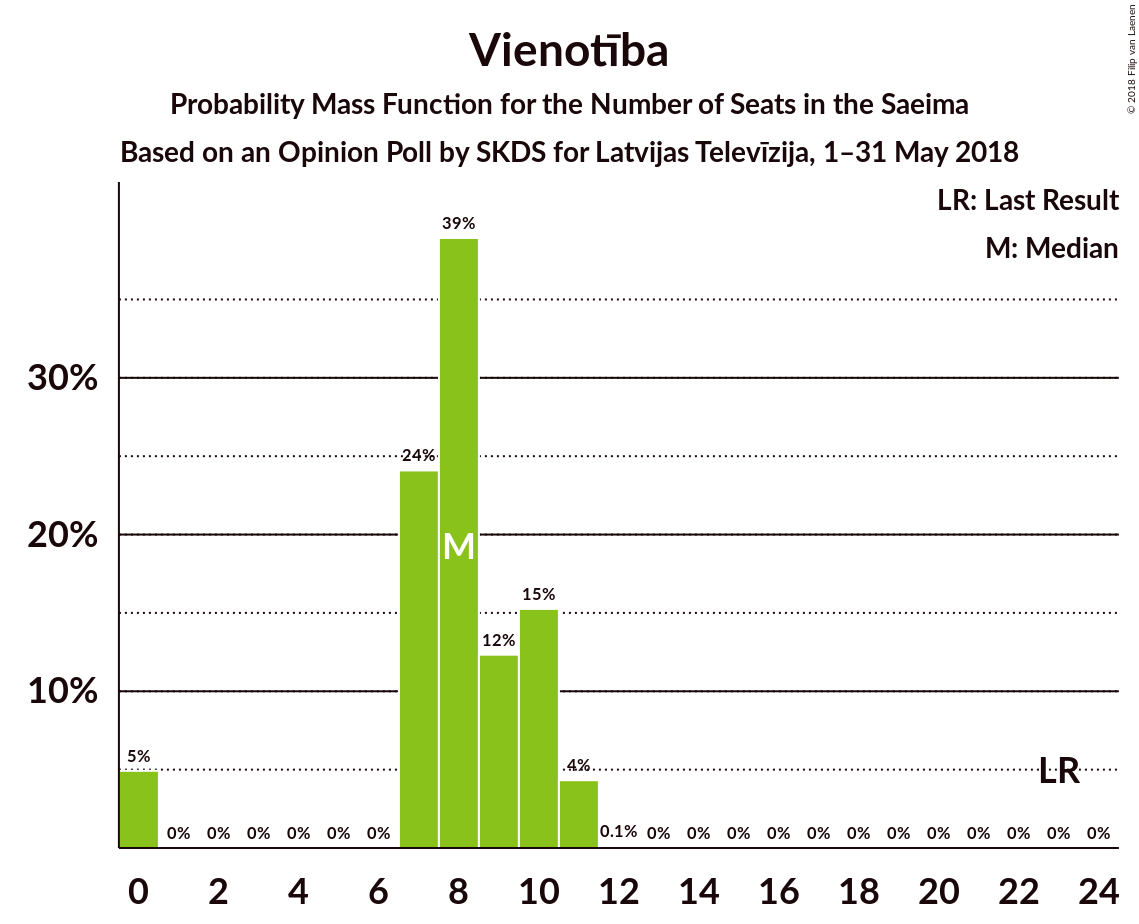 Vienotība
Probability Mass Function for the Number of Seats in the Saeima
Based on an Opinion Poll by SKDS for Latvijas Televīzija, 1–31 May 2018
© 2018 Filip van Laenen
LR: Last Result
M: Median
39%
30%
24%
20%
M
15%
12%
10%
5%
4%
LR
0% 0% 0% 0% 0% 0% 0.1% 0% 0% 0% 0% 0% 0% 0% 0% 0% 0% 0% 0%
0 2 4 6 8 10 12 14 16 18 20 22 24